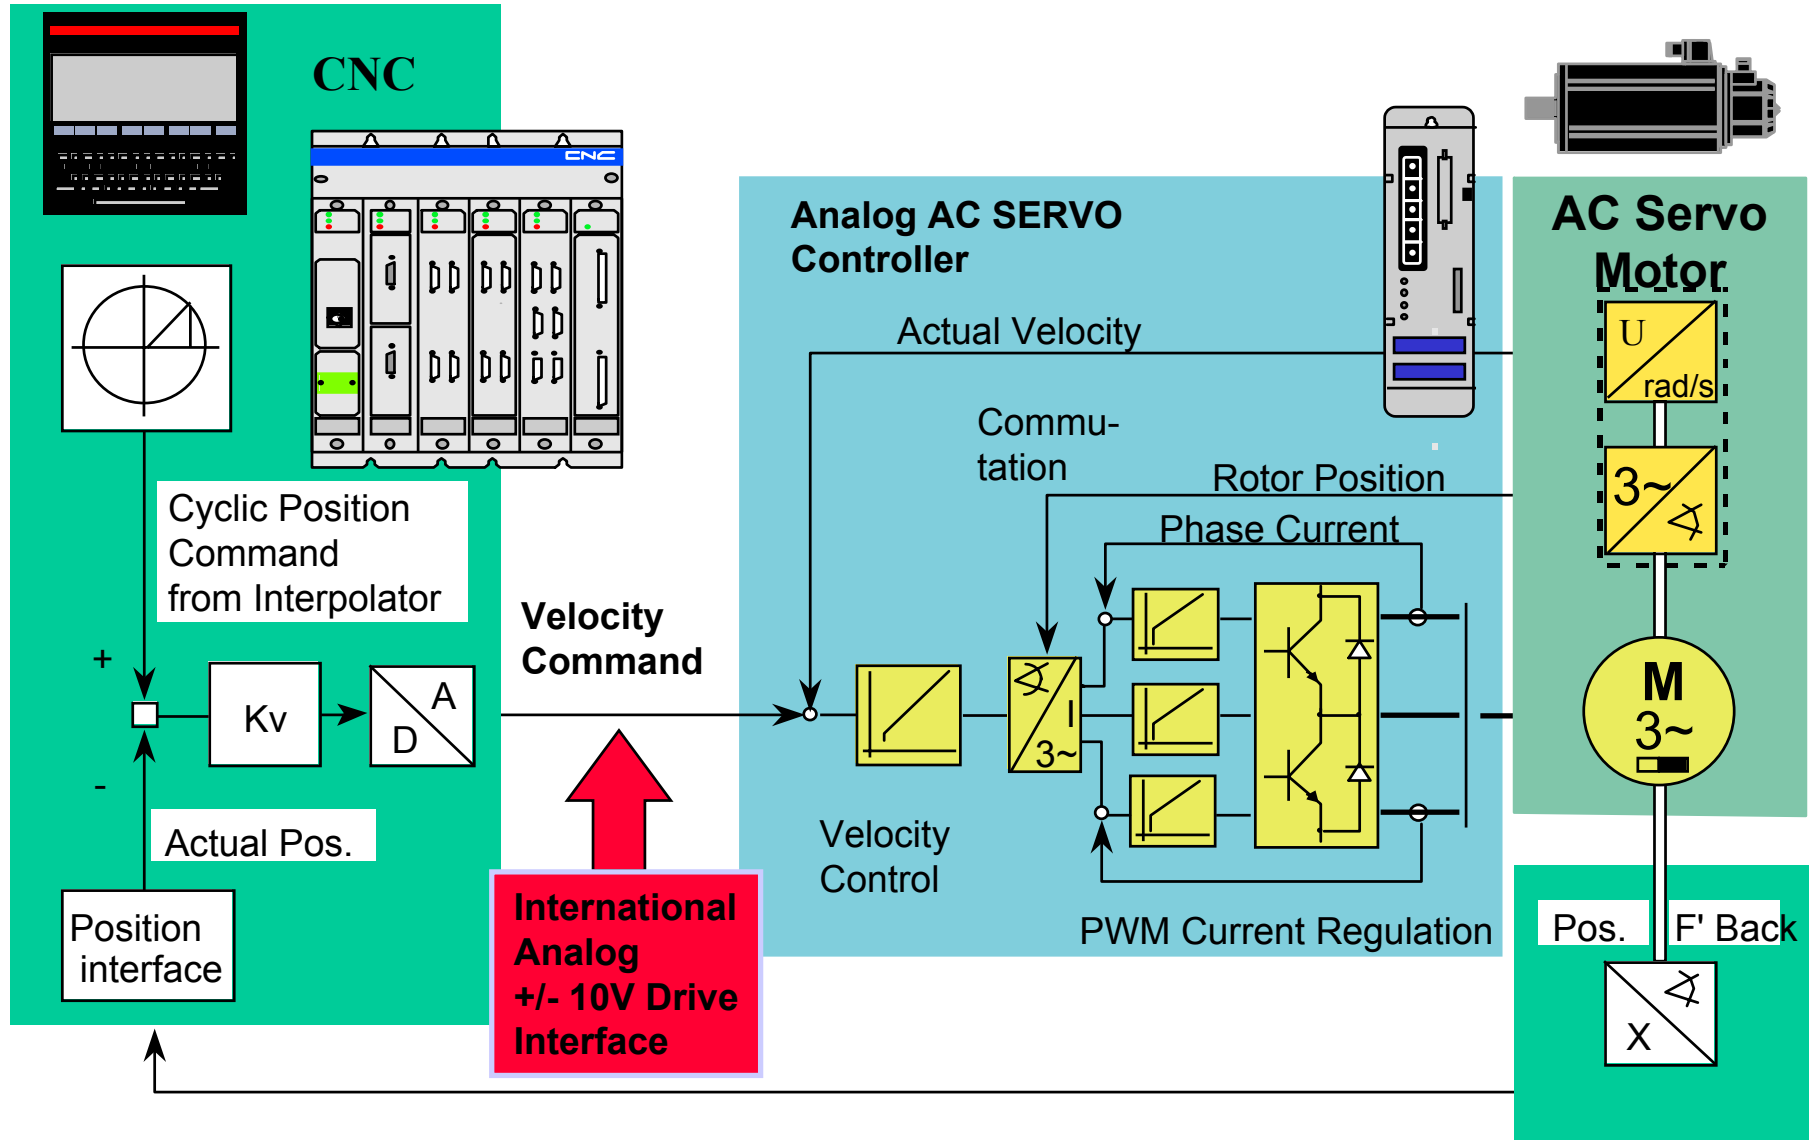 CNC
CNC
Analog AC SERVO
Controller
AC Servo
Motor
Actual Velocity
U
rad/s
Commu-
tation
Rotor Position
3~
Phase Current
Cyclic Position
Command
from Interpolator
Velocity
Command
+
-
Kv
A
D
I
3~
M
3~
Actual Pos.
Velocity
Control
PWM Current Regulation
Position
interface
International
Analog
+/- 10V Drive
Interface
Pos.
F' Back
X